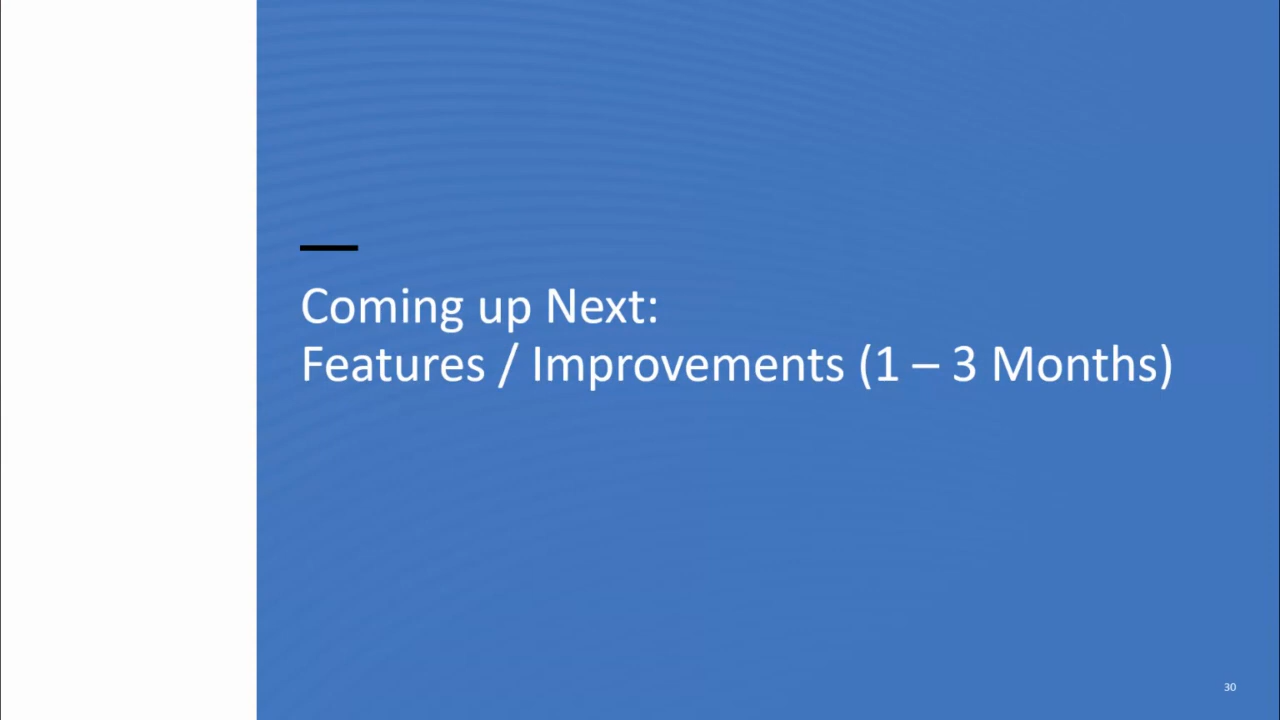 Coming up Next:
Features / Improvements (1 – 3 Months)
30